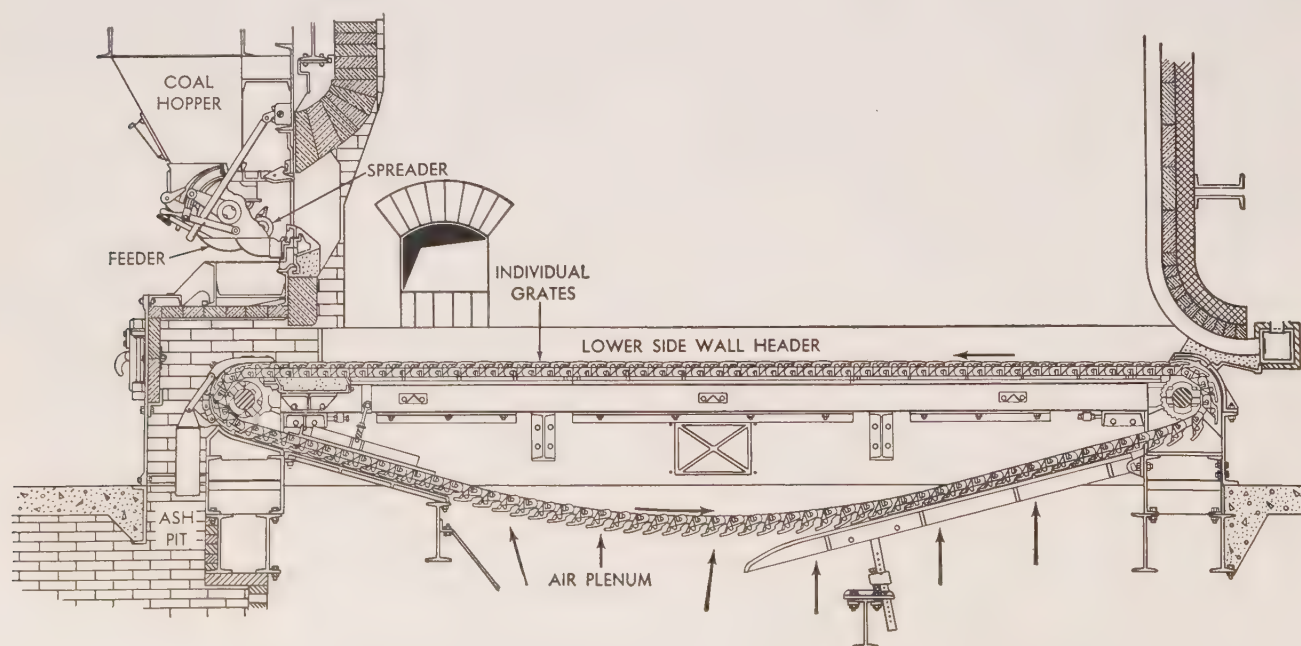 COAL
HOPPER
SPREADER
FEEDER
INDIVIDUAL
GRATES
LOWER SIDE WALL HEADER
ASH
PIT
AIR PLENUM